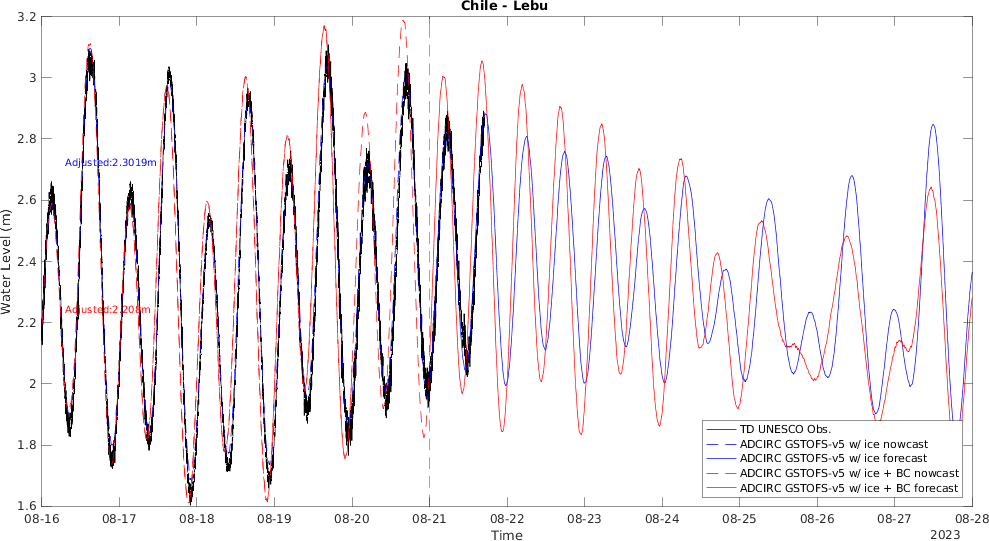 Chile - Lebu
Water Level (m)
3.2
3
2.8
2.6
2.4
2.2
2
1.8
1.6
Adjusted:2.3019m
Adjusted:2.208m
TD UNESCO Obs.
ADCIRC GSTOFS-v5 w/ ice nowcast
ADCIRC GSTOFS-v5 w/ ice forecast
ADCIRC GSTOFS-v5 w/ ice + BC nowcast
ADCIRC GSTOFS-v5 w/ ice + BC forecast
08-16 08-17 08-18 08-19 08-20 08-21 08-22 08-23 08-24 08-25 08-26 08-27 08-28
Time
2023